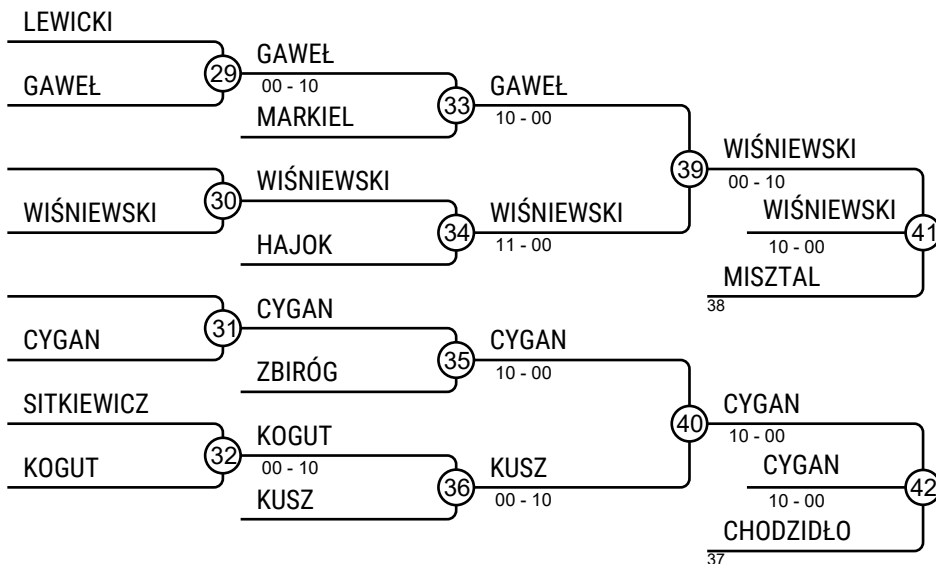 LEWICKI
GAWEŁ
29
GAWEŁ
00 - 10
MARKIEL
33
GAWEŁ
10 - 00
WIŚNIEWSKI
30
WIŚNIEWSKI
HAJOK
34
WIŚNIEWSKI
11 - 00
39
WIŚNIEWSKI
00 - 10
WIŚNIEWSKI
10 - 00
41
MISZTAL
38
CYGAN
31
CYGAN
ZBIRÓG
35
CYGAN
10 - 00
SITKIEWICZ
KOGUT
32
KOGUT
00 - 10
KUSZ
36
KUSZ
00 - 10
40
CYGAN
10 - 00
CYGAN
10 - 00
42
CHODZIDŁO
37